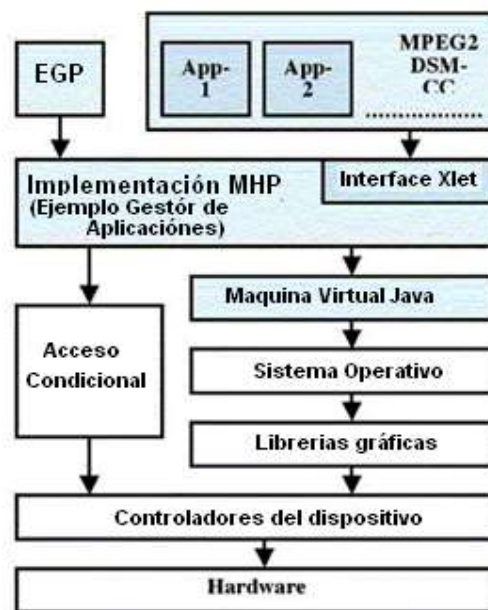 EGP
App-
1
App-
2
MPEG2
DSM-
CC
Implementación MHP
(Ejemplo Gestór de
Aplicaciónes)
Interface Xlet
Maquina Virtual Java
Acceso
Condicional
Sistema Operativo
Librerias gráficas
Controladores del dispositivo
Hardware